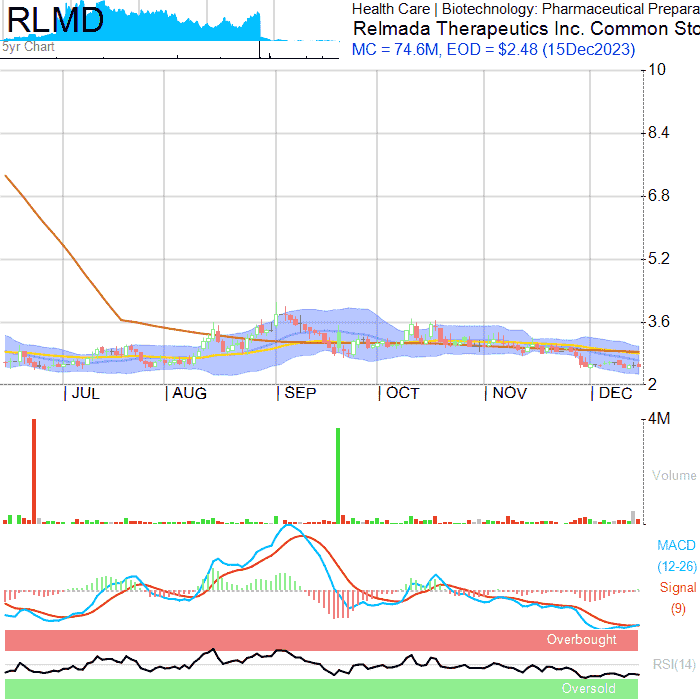 RLMD
5yr Chart
Health Care | Biotechnology: Pharmaceutical Prepara
Relmada Therapeutics Inc. Common Sto
MC = 74.6M, EOD = $2.48 (15Dec2023)
10
8.4
6.8
5.2
3.6
2
| JUL | AUG | SEP | OCT | NOV | DEC
4M
Volume
MACD
(12-26)
Signal
(9)
Overbought
RSI(14)
Oversold